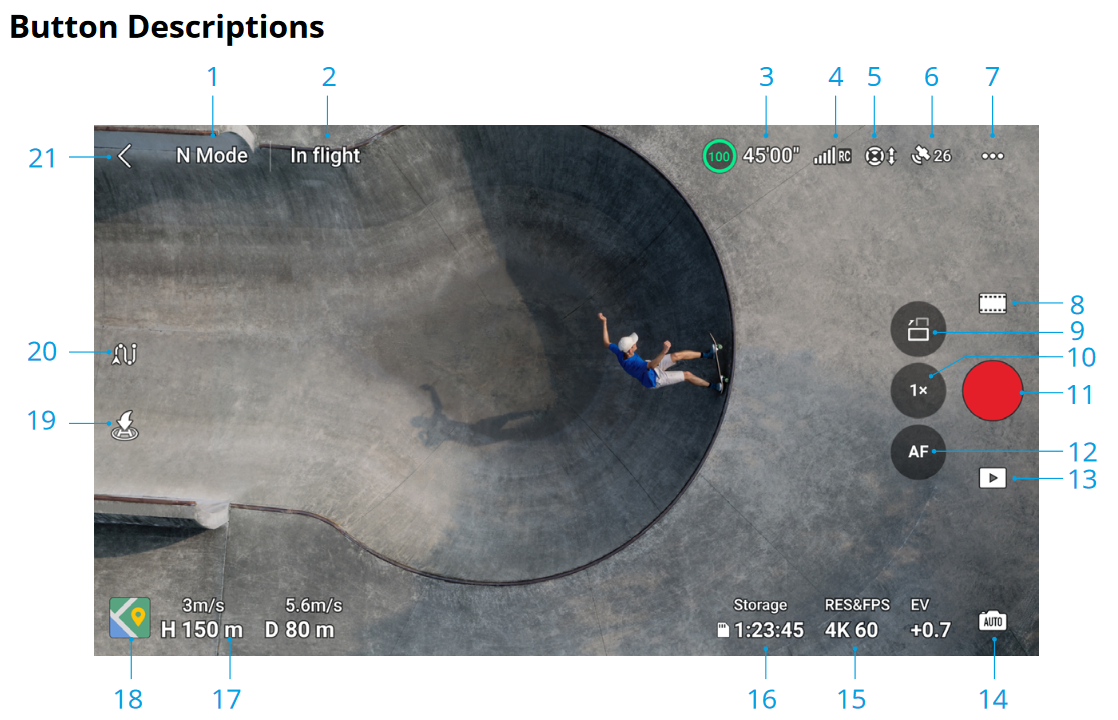 Button Descriptions
1 2 3 4 5 6 7
21 N Mode In flight 100 45'00" RC 26
8
9
20 10
1× 11
19 AF 12
13
3m/s 5.6m/s Storage RES&FPS EV
H 150 m D 80 m 1:23:45 4K 60 +0.7 AUTO
18 17 16 15 14